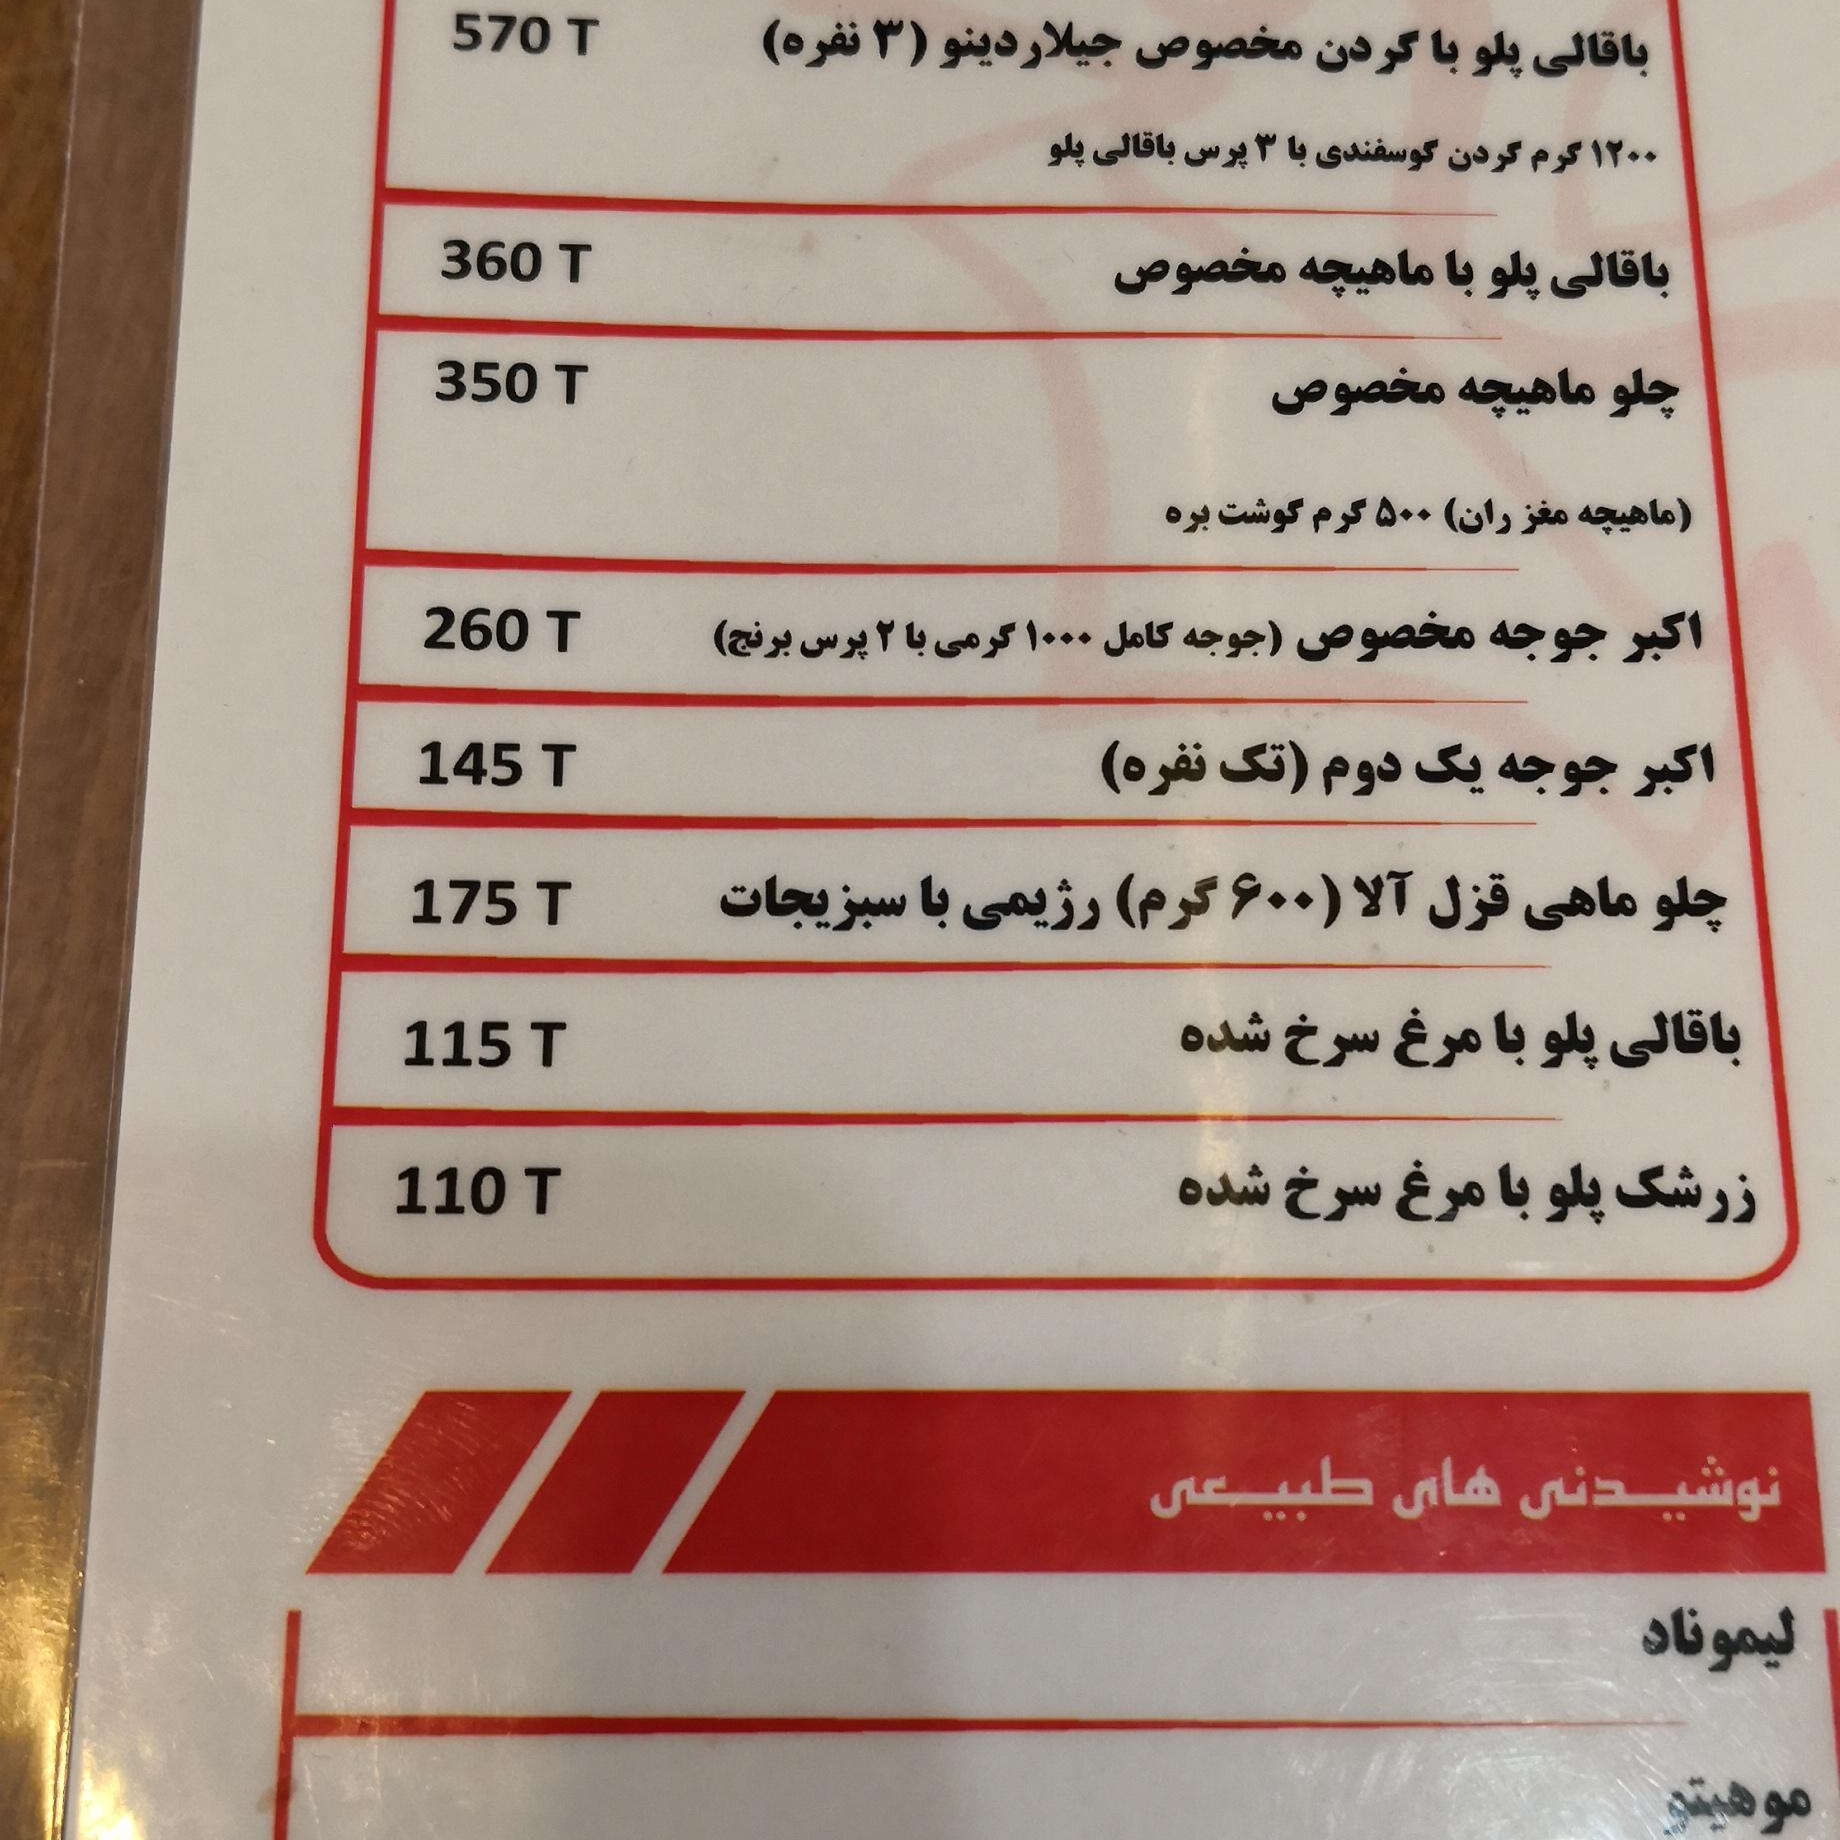 باقالی پلو با گردن مخصوص جیلاردینو (۳ نفره) 570 T
۱۲۰۰ گرم گردن گوسفندی با ۳ پرس باقالی پلو
باقالی پلو با ماهیچه مخصوص 360 T
چلو ماهیچه مخصوص 350 T
(ماهیچه مغز ران) ۵۰۰ گرم گوشت بره
اکبر جوجه مخصوص (جوجه کامل ۱۰۰۰ گرمی با ۲ پرس برنج) 260 T
اکبر جوجه یک دوم (تک نفره) 145 T
چلو ماهی قزل آلا (۶۰۰ گرم) رژیمی با سبزیجات 175 T
باقالی پلو با مرغ سرخ شده 115 T
زرشک پلو با مرغ سرخ شده 110 T
نوشیدنی های طبیعی
لیموناد
موهیتو